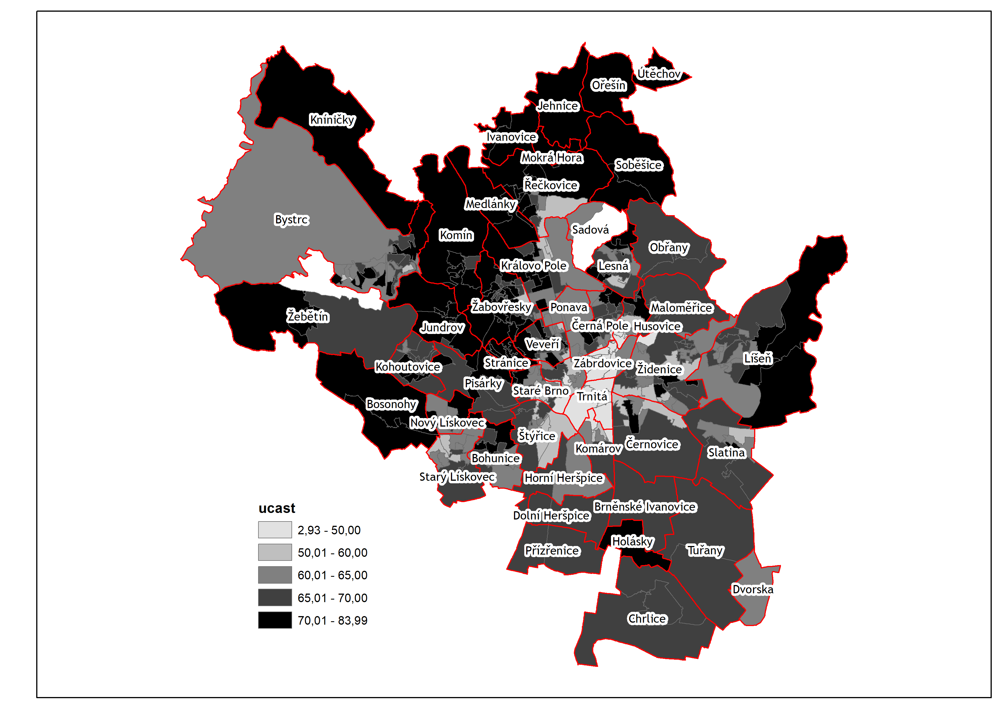 Útěchov
Ořešín
Jehnice
Kníničky
Ivanovice
Mokrá Hora
Soběšice
Řečkovice
Medlánky
Bystrc
Sadová
Komín
Obřany
Královo Pole
Lesná
Žabovřesky
Ponava
Maloměřice
Žebětín
Jundrov
Černá Pole
Husovice
Veveří
Líšeň
Stránice
Zábrdovice
Kohoutovice
Židenice
Pisárky
Staré Brno
Trnitá
Bosonohy
Nový Lískovec
Štýřice
Komárov
Černovice
Slatina
Bohunice
Starý Lískovec
Horní Heršpice
Brněnské Ivanovice
Dolní Heršpice
Holásky
Přízřenice
Tuřany
Dvorska
Chrlice
ucast
2,93 - 50,00
50,01 - 60,00
60,01 - 65,00
65,01 - 70,00
70,01 - 83,99